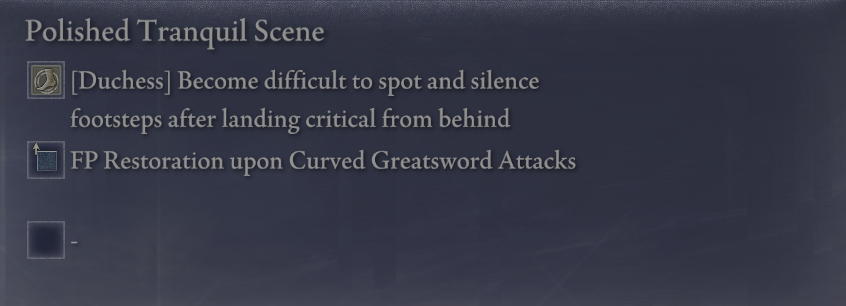 Polished Tranquil Scene
[Duchess] Become difficult to spot and silence
footsteps after landing critical from behind
FP Restoration upon Curved Greatsword Attacks
-